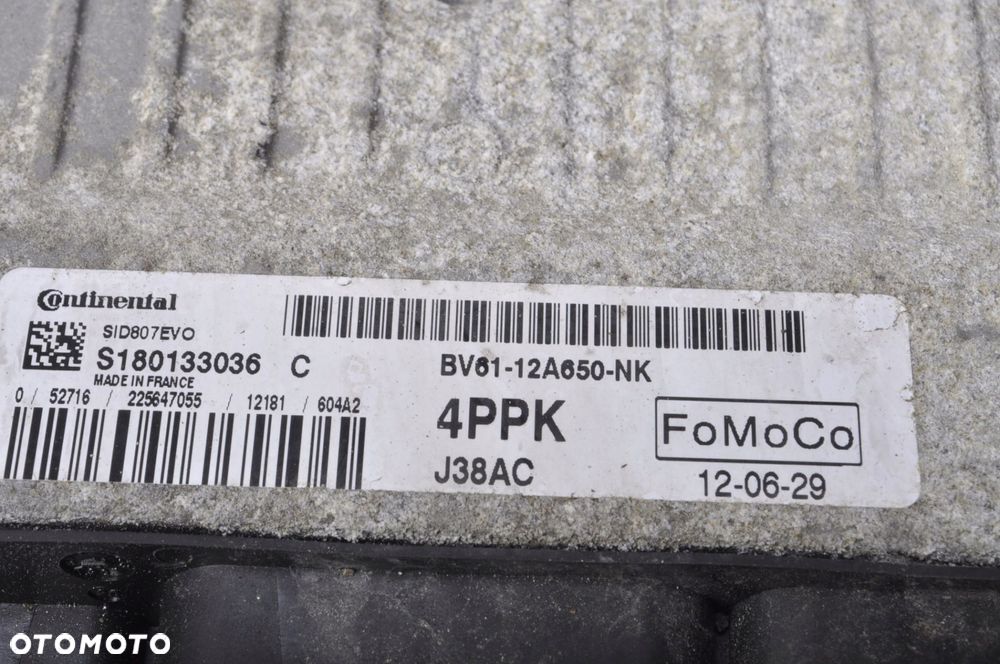 Continental
SID807EVO
S180133036 C
MADE IN FRANCE
0 / 52716 / 225647055 / 12181 / 604A2
BV61-12A650-NK
4PPK
J38AC
FoMoCo
12-06-29
OTOMOTO